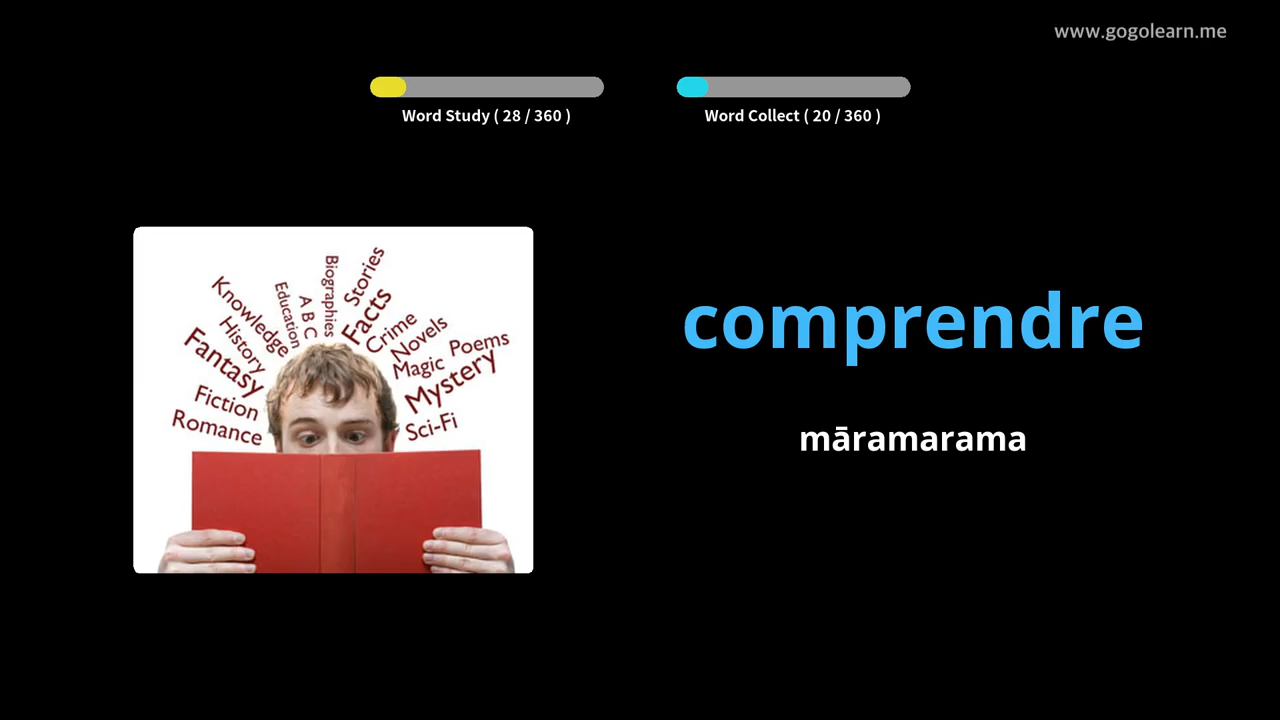 www.gogolearn.me
Word Study ( 28 / 360 )
Word Collect ( 20 / 360 )
Biographies
Stories
Education
A B C
Facts
Knowledge
Crime
History
Novels
Fantasy
Magic
Poems
Mystery
Fiction
Romance
Sci-Fi
comprendre
māramarama